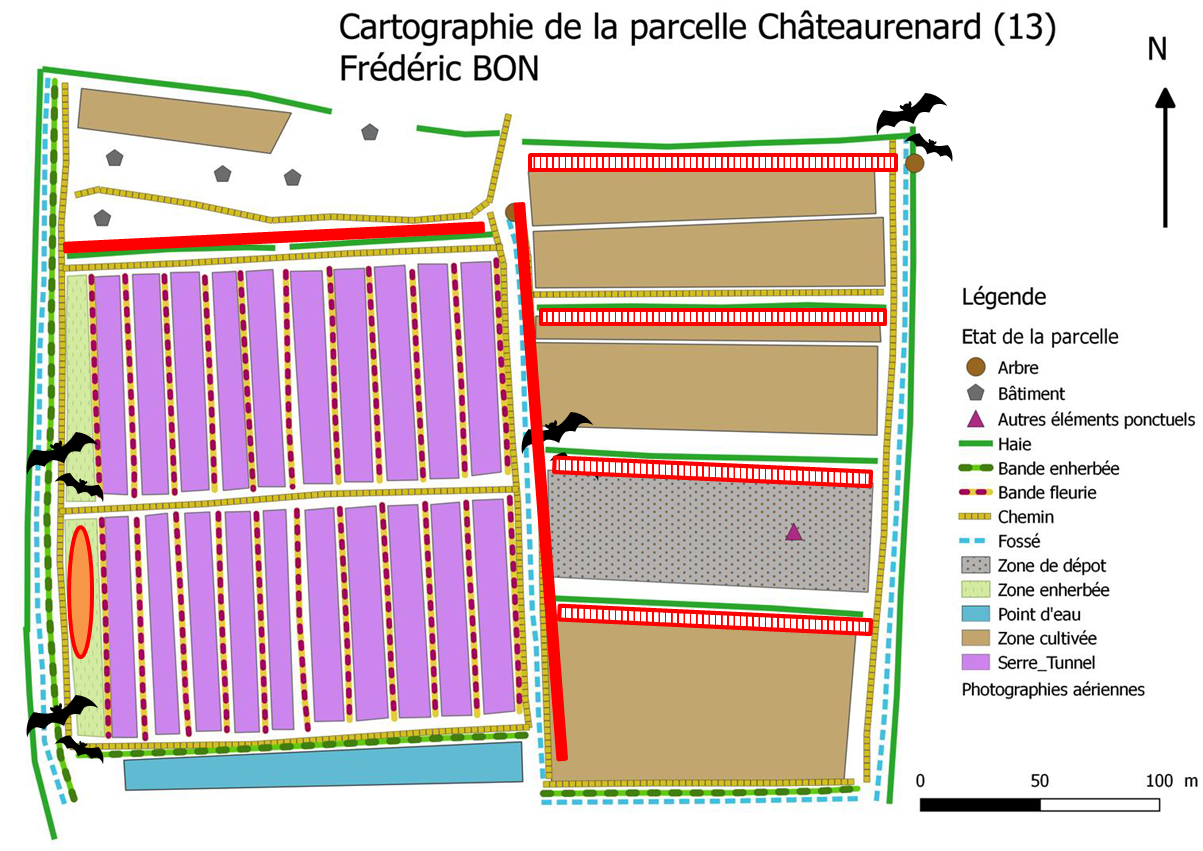 Cartographie de la parcelle Châteaurenard (13)
Frédéric BON
N
Légende
Etat de la parcelle
Arbre
Bâtiment
Autres éléments ponctuels
Haie
Bande enherbée
Bande fleurie
Chemin
Fossé
Zone de dépôt
Zone enherbée
Point d'eau
Zone cultivée
Serre_Tunnel
Photographies aériennes
0 50 100 m